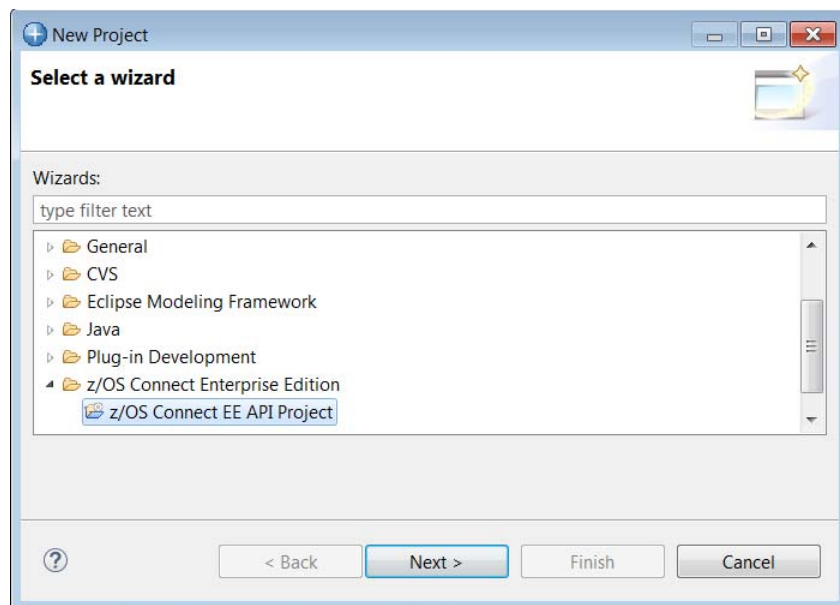 New Project
Select a wizard
Wizards:
type filter text
General
CVS
Eclipse Modeling Framework
Java
Plug-in Development
z/OS Connect Enterprise Edition
z/OS Connect EE API Project
?
< Back Next > Finish Cancel